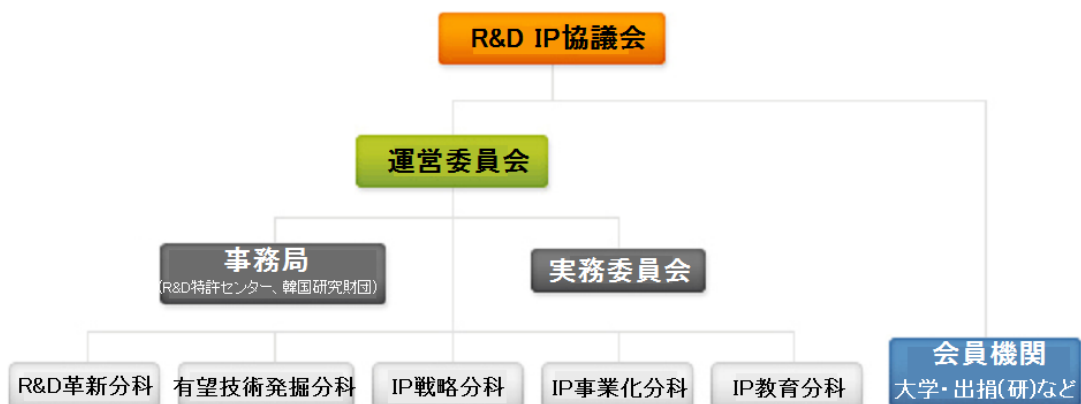 R&D IP協議会
運営委員会
事務局
(R&D特許センター、韓国研究財団)
実務委員会
R&D革新分科
有望技術発掘分科
IP戦略分科
IP事業化分科
IP教育分科
会員機関
大学・出捐(研)など